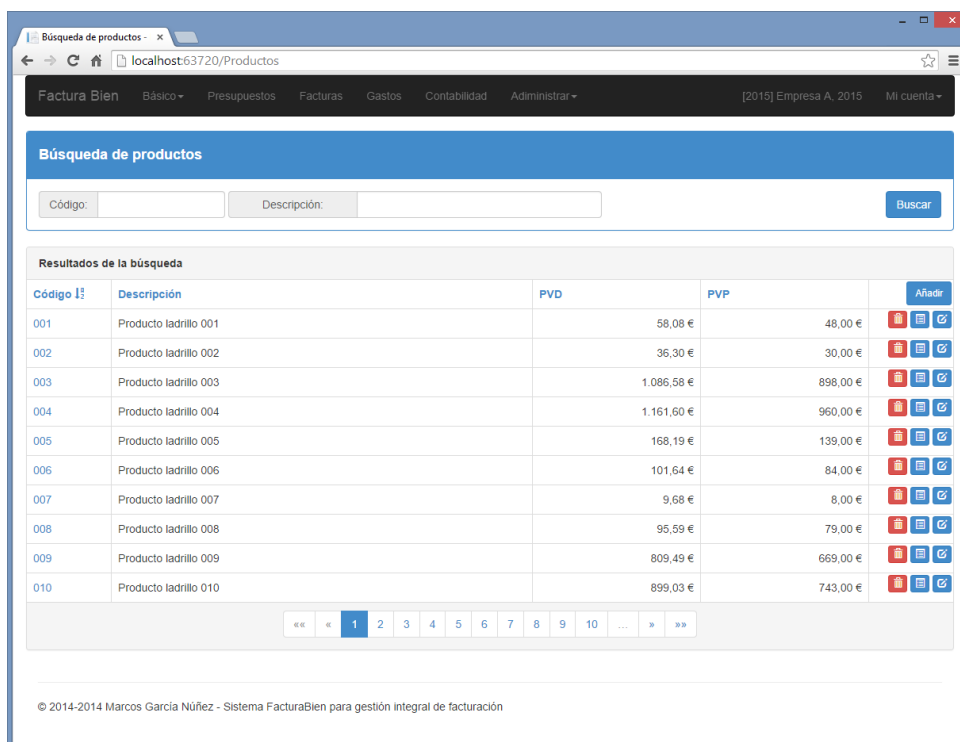 Búsqueda de productos -
localhost:63720/Productos
Factura Bien Básico Presupuestos Facturas Gastos Contabilidad Adiministrar [2015] Empresa A, 2015 Mi cuenta
Búsqueda de productos
Código: Descripción: Buscar
Resultados de la búsqueda
Código Descripción PVD PVP Añadir
001 Producto ladrillo 001 58,08 € 48,00 €
002 Producto ladrillo 002 36,30 € 30,00 €
003 Producto ladrillo 003 1.086,58 € 898,00 €
004 Producto ladrillo 004 1.161,60 € 960,00 €
005 Producto ladrillo 005 168,19 € 139,00 €
006 Producto ladrillo 006 101,64 € 84,00 €
007 Producto ladrillo 007 9,68 € 8,00 €
008 Producto ladrillo 008 95,59 € 79,00 €
009 Producto ladrillo 009 809,49 € 669,00 €
010 Producto ladrillo 010 899,03 € 743,00 €
«« « 1 2 3 4 5 6 7 8 9 10 ... » »»
© 2014-2014 Marcos García Núñez - Sistema FacturaBien para gestión integral de facturación